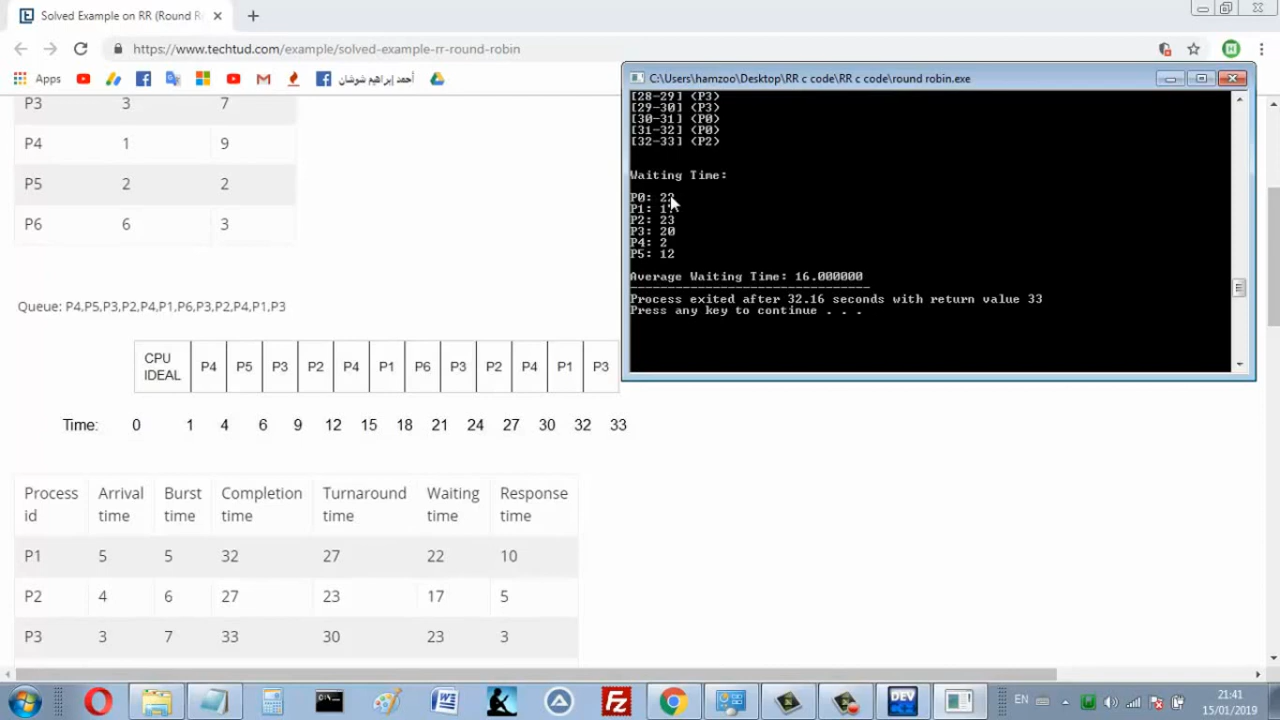 Solved Example on RR (Round R
https://www.techtud.com/example/solved-example-rr-round-robin
Apps
أحمد إبراهيم شوشان
P3 3 7
P4 1 9
P5 2 2
P6 6 3
Queue: P4,P5,P3,P2,P4,P1,P6,P3,P2,P4,P1,P3
CPU IDEAL P4 P5 P3 P2 P4 P1 P6 P3 P2 P4 P1 P3
Time: 0 1 4 6 9 12 15 18 21 24 27 30 32 33
Process id Arrival time Burst time Completion time Turnaround time Waiting time Response time
P1 5 5 32 27 22 10
P2 4 6 27 23 17 5
P3 3 7 33 30 23 3
C:\Users\hamzoo\Desktop\RR c code\RR c code\round robin.exe
[28-29] <P3>
[29-30] <P3>
[30-31] <P0>
[31-32] <P0>
[32-33] <P2>
Waiting Time:
P0: 22
P1: 17
P2: 23
P3: 20
P4: 2
P5: 12
Average Waiting Time: 16.000000
--------------------------------
Process exited after 32.16 seconds with return value 33
Press any key to continue . . .
DEV
EN
21:41
15/01/2019